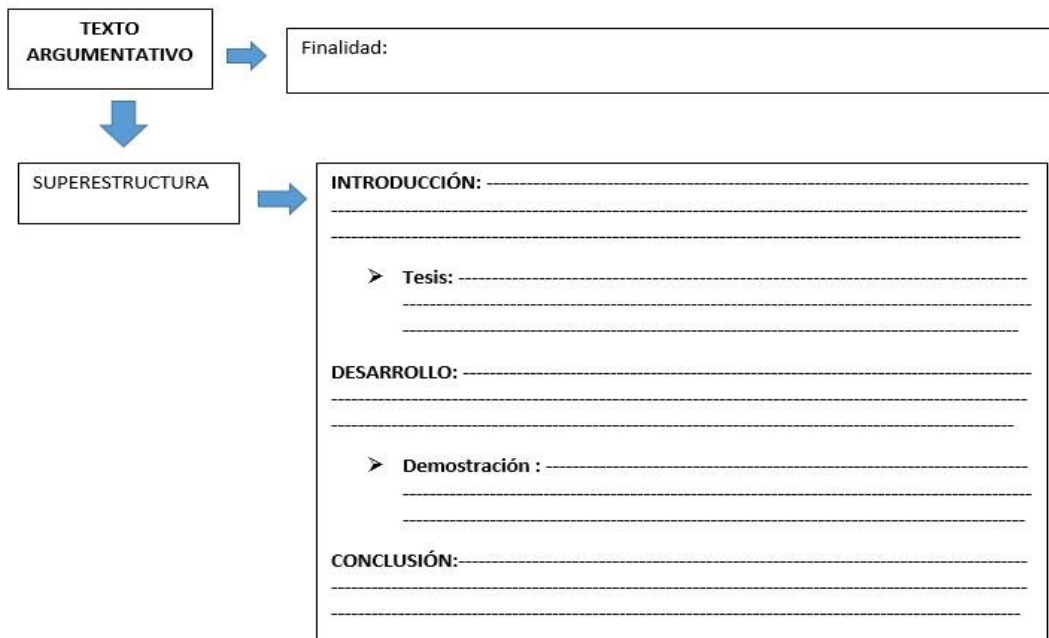 TEXTO
ARGUMENTATIVO
Finalidad:
SUPERESTRUCTURA
INTRODUCCIÓN:
Tesis:
DESARROLLO:
Demostración :
CONCLUSIÓN: